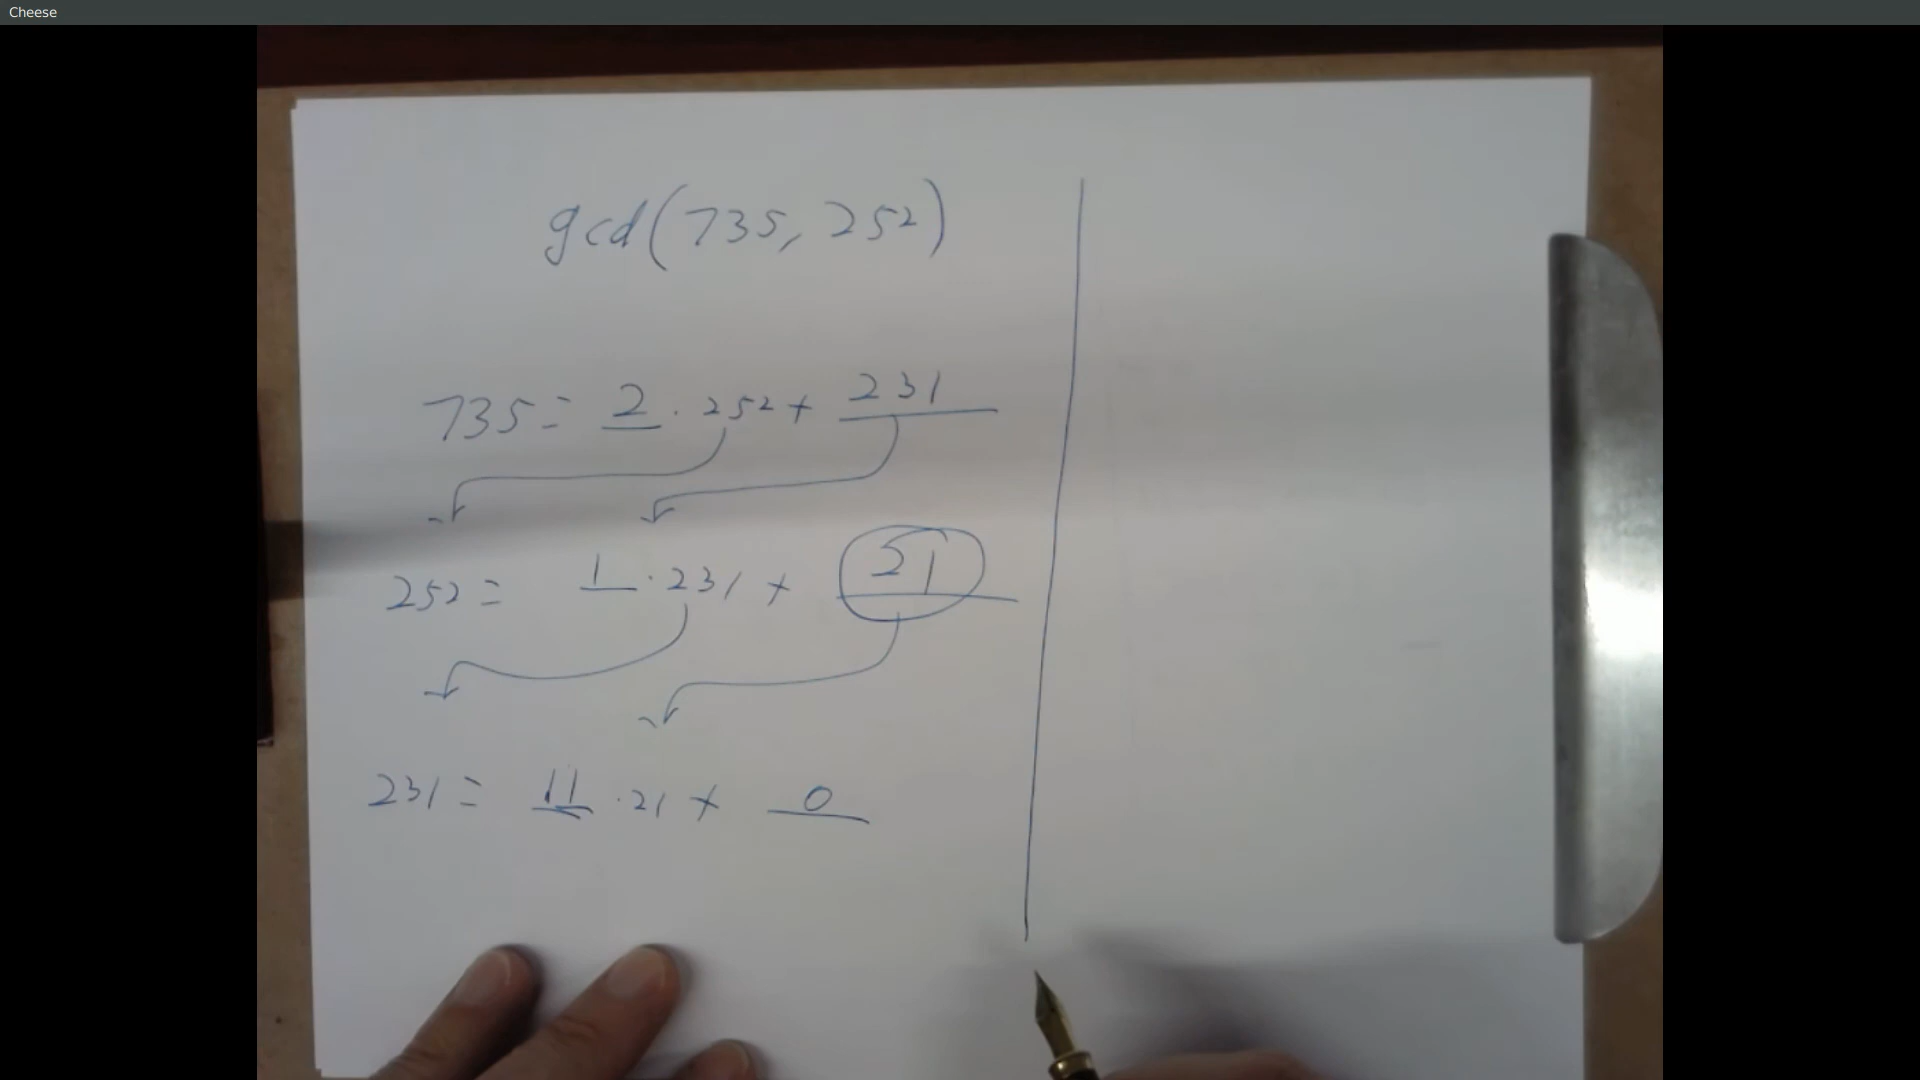 Cheese
gcd(735, 252)
735 = 2 · 252 + 231
252 = 1 · 231 + 21
231 = 11 · 21 + 0